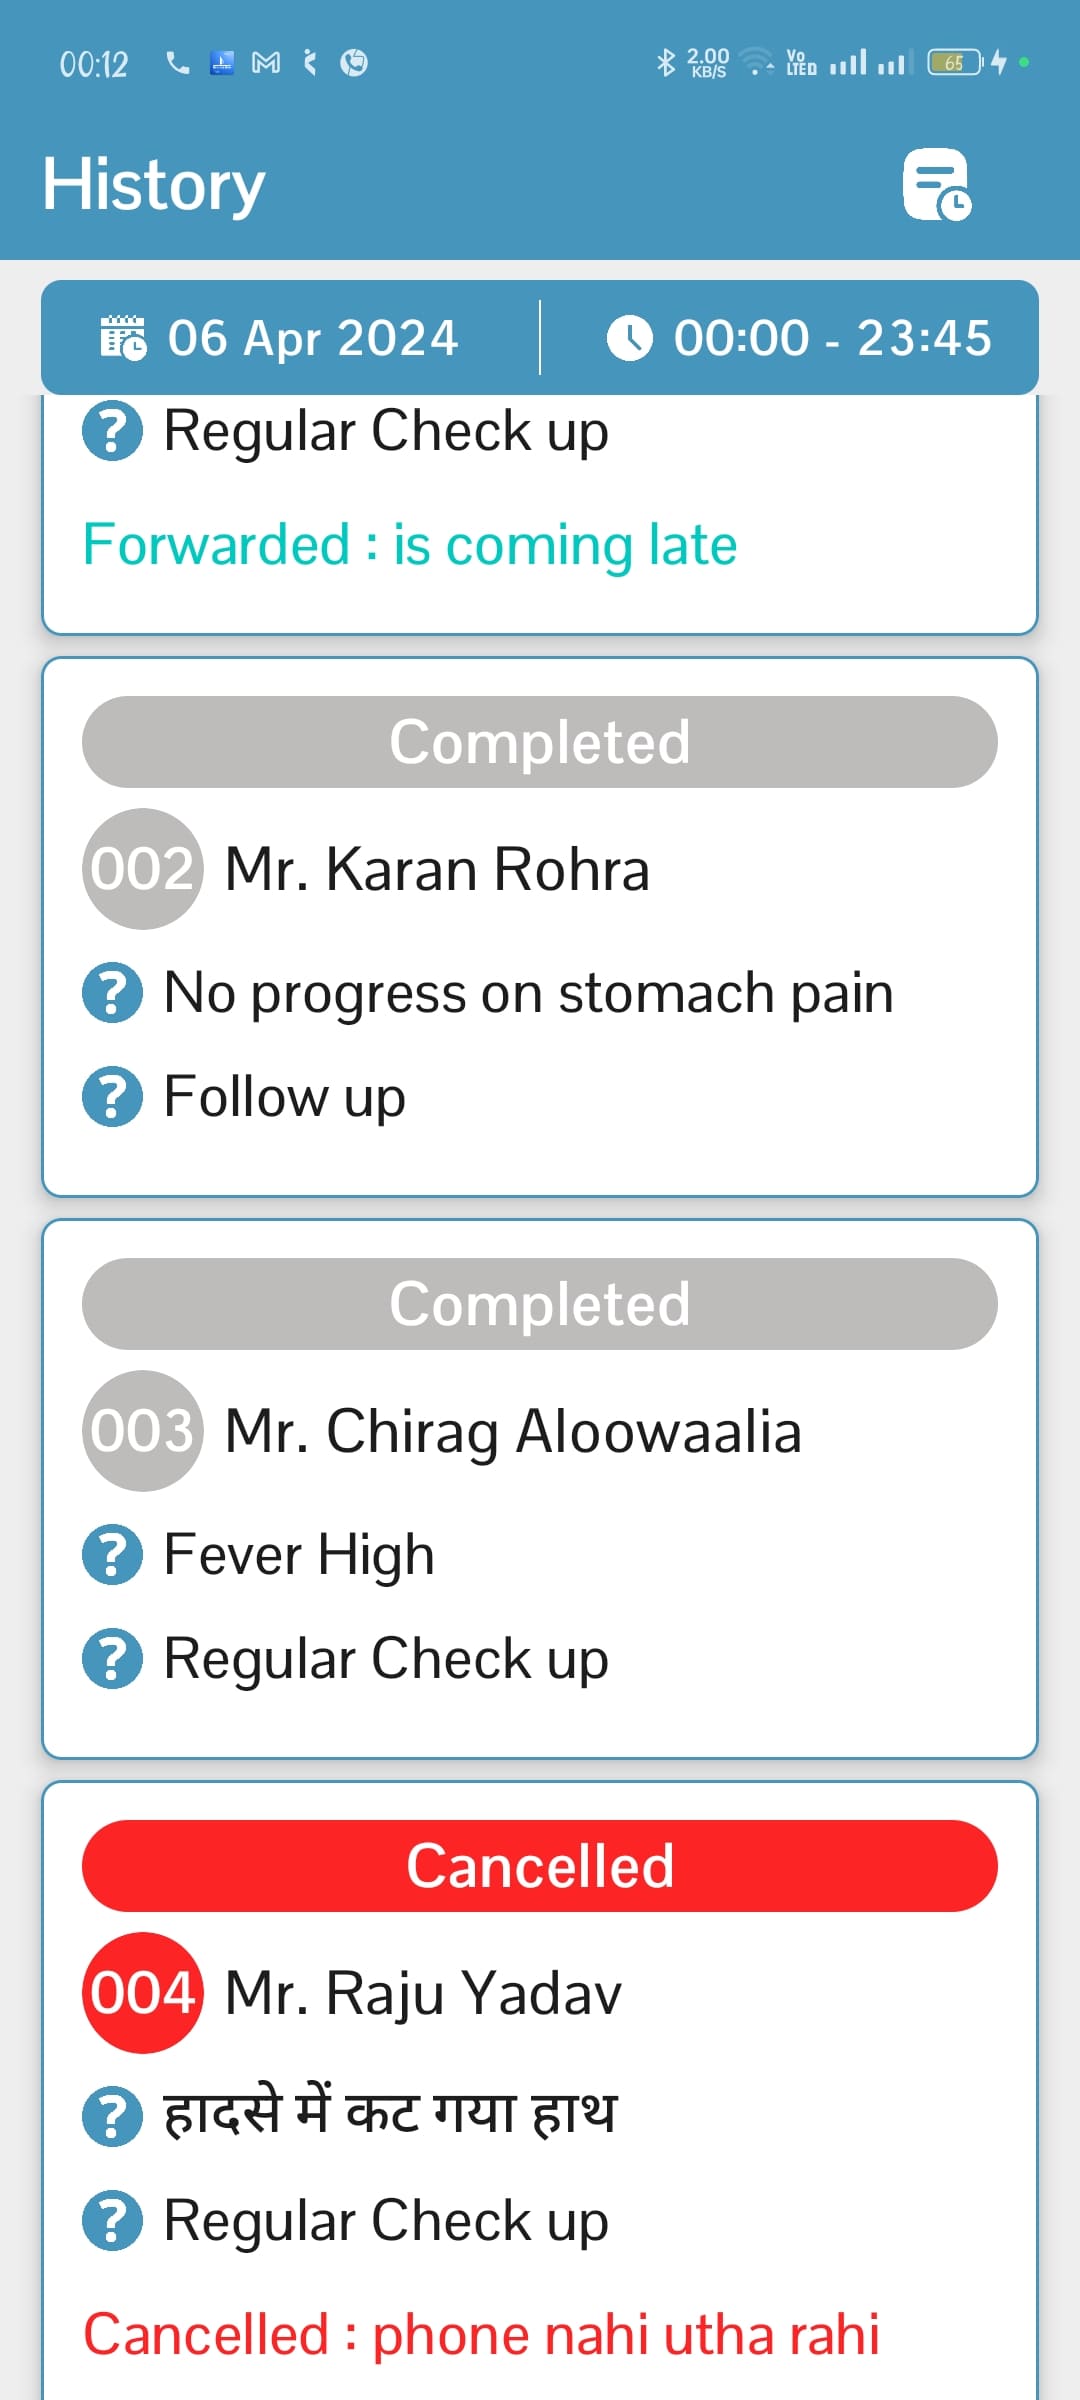 00:12
2.00 KB/S Vo LTED 65
History
06 Apr 2024 00:00 - 23:45
? Regular Check up
Forwarded : is coming late
Completed
002 Mr. Karan Rohra
? No progress on stomach pain
? Follow up
Completed
003 Mr. Chirag Aloowaalia
? Fever High
? Regular Check up
Cancelled
004 Mr. Raju Yadav
? हादसे में कट गया हाथ
? Regular Check up
Cancelled : phone nahi utha rahi